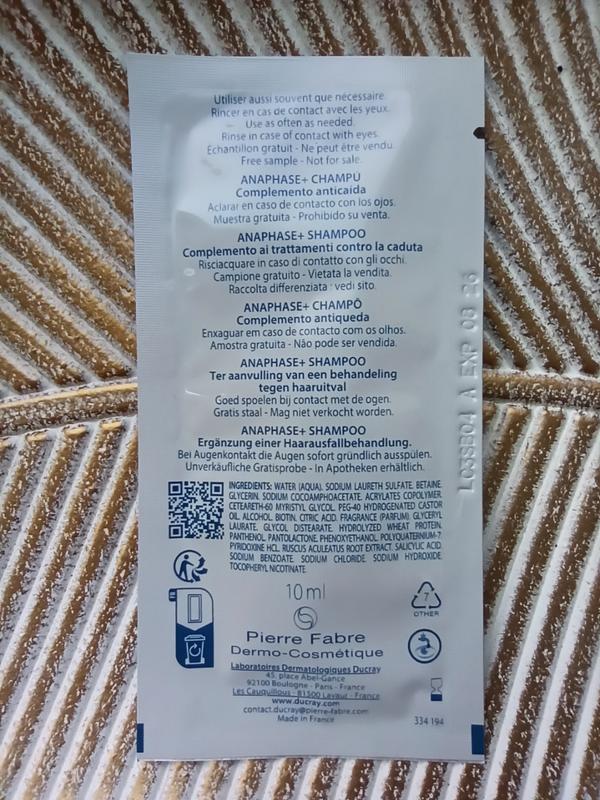 Utiliser aussi souvent que nécessaire.
Rincer en cas de contact avec les yeux.
Use as often as needed.
Rinse in case of contact with eyes.
Échantillon gratuit - Ne peut être vendu.
Free sample - Not for sale.
ANAPHASE+ CHAMPÚ
Complemento anticaída
Aclarar en caso de contacto con los ojos.
Muestra gratuita - Prohibido su venta.
ANAPHASE+ SHAMPOO
Complemento ai trattamenti contro la caduta
Risciacquare in caso di contatto con gli occhi.
Campione gratuito - Vietata la vendita.
Raccolta differenziata : vedi sito.
ANAPHASE+ CHAMPÔ
Complemento antiqueda
Enxaguar em caso de contacto com os olhos.
Amostra gratuita - Não pode ser vendida.
ANAPHASE+ SHAMPOO
Ter aanvulling van een behandeling
tegen haaruitval
Goed spoelen bij contact met de ogen.
Gratis staal - Mag niet verkocht worden.
ANAPHASE+ SHAMPOO
Ergänzung einer Haarausfallbehandlung.
Bei Augenkontakt die Augen sofort gründlich ausspülen.
Unverkäufliche Gratisprobe - In Apotheken erhältlich.
INGREDIENTS: WATER (AQUA). SODIUM LAURETH SULFATE. BETAINE.
GLYCERIN. SODIUM COCOAMPHOACETATE. ACRYLATES COPOLYMER.
CETEARETH-60 MYRISTYL GLYCOL. PEG-40 HYDROGENATED CASTOR
OIL. ALCOHOL. BIOTIN. CITRIC ACID. FRAGRANCE (PARFUM). GLYCERYL
LAURATE. GLYCOL DISTEARATE. HYDROLYZED WHEAT PROTEIN.
PANTHENOL. PANTOLACTONE. PHENOXYETHANOL. POLYQUATERNIUM-7.
PYRIDOXINE HCL. RUSCUS ACULEATUS ROOT EXTRACT. SALICYLIC ACID.
SODIUM BENZOATE. SODIUM CHLORIDE. SODIUM HYDROXIDE.
TOCOPHERYL NICOTINATE.
FR
10 ml
7
OTHER
Pierre Fabre
Dermo-Cosmétique
Laboratoires Dermatologiques Ducray
45, place Abel-Gance
92100 Boulogne - Paris - France
Les Cauquillous - 81500 Lavaur - France
www.ducray.com
contact.ducray@pierre-fabre.com
Made in France
334 194
EXP 03 26